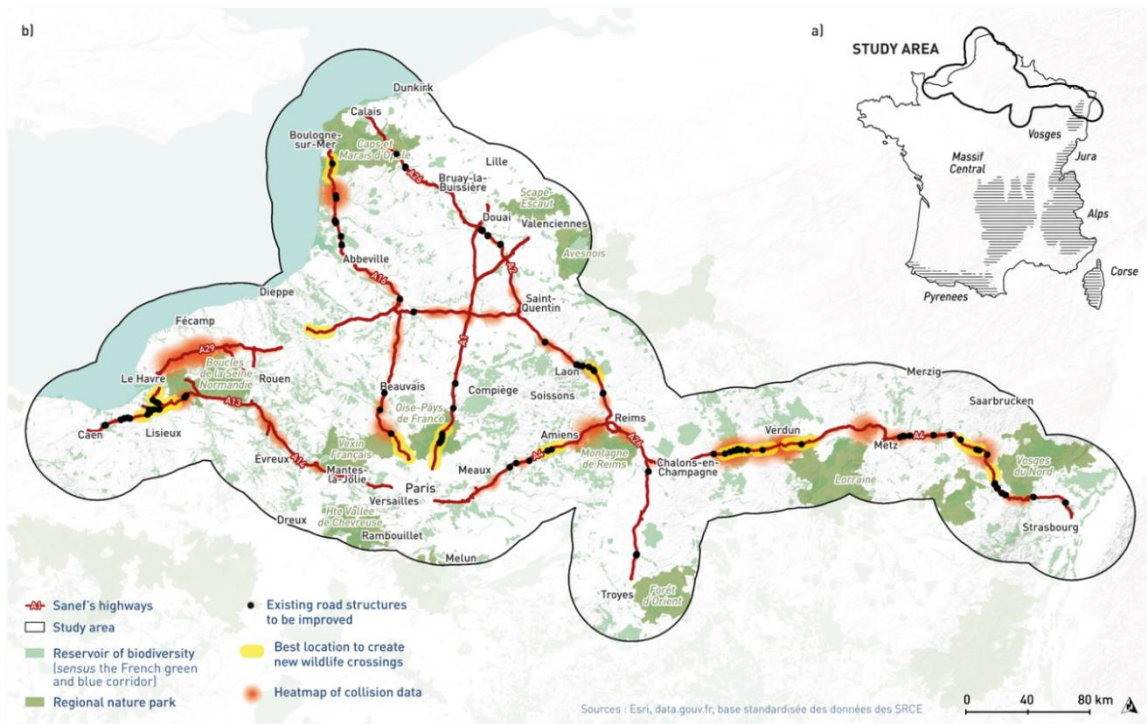 b)
a)
STUDY AREA
Vosges
Massif
Central
Jura
Alps
Corse
Pyrenees
Dunkirk
Calais
Boulogne-
sur-Mer
Caps et
Marais d'Opale
Lille
A26
Bruay-la-
Buissière
Scape-
Escaut
Douai
Valenciennes
A2
Avesnois
Abbeville
A16
Dieppe
Saint-
Quentin
Fécamp
A1
A29
Boucles
de la Seine
Normandie
Le Havre
Rouen
Laon
Beauvais
Compiège
Soissons
Oise-Pays
de France
A13
Caen
Lisieux
Reims
Amiens
A26
A4
Montagne
de Reims
Merzig
Saarbrucken
Verdun
Metz
A4
Vexin
Français
Évreux
A14
Mantes-
la-Jolie
Meaux
Chalons-en-
Champagne
Vosges
du Nord
Lorraine
Paris
Versailles
Strasbourg
Dreux
Hte Vallée
de Chevreuse
Rambouillet
Melun
Troyes
Forêt
d'Orient
A1 Sanef's highways
Study area
Reservoir of biodiversity
(sensus the French green
and blue corridor)
Regional nature park
Existing road structures
to be improved
Best location to create
new wildlife crossings
Heatmap of collision data
Sources : Esri, data.gouv.fr, base standardisée des données des SRCE
0 40 80 km